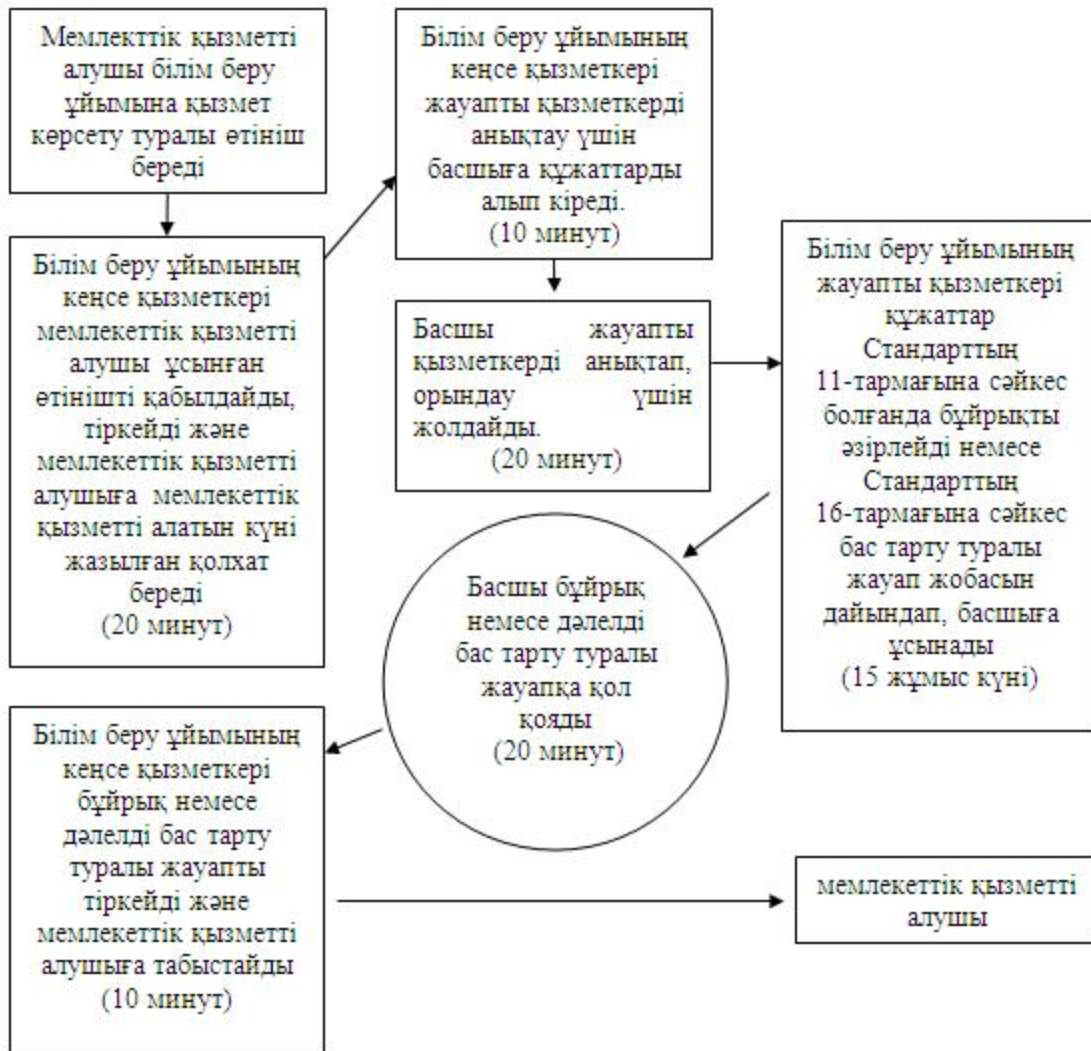 Мемлекттік қызметті
алушы білім беру
ұйымына қызмет
көрсету туралы өтініш
береді
Білім беру ұйымының
кеңсе қызметкері
мемлекеттік қызметті
алушы ұсынған
өтінішті қабылдайды,
тіркейді және
мемлекеттік қызметті
алушыға мемлекеттік
қызметті алатын күні
жазылған қолхат
береді
(20 минут)
Білім беру ұйымының
кеңсе қызметкері
жауапты қызметкерді
анықтау үшін
басшыға құжаттарды
алып кіреді.
(10 минут)
Басшы жауапты
қызметкерді анықтап,
орындау үшін
жолдайды.
(20 минут)
Білім беру ұйымының
жауапты қызметкері
құжаттар
Стандарттың
11-тармағына сәйкес
болғанда бұйрықты
әзірлейді немесе
Стандарттың
16-тармағына сәйкес
бас тарту туралы
жауап жобасын
дайындап, басшыға
ұсынады
(15 жұмыс күні)
Басшы бұйрық
немесе дәлелді
бас тарту туралы
жауапқа қол
қояды
(20 минут)
Білім беру ұйымының
кеңсе қызметкері
бұйрық немесе
дәлелді бас тарту
туралы жауапты
тіркейді және
мемлекеттік қызметті
алушыға табыстайды
(10 минут)
мемлекеттік қызметті
алушы